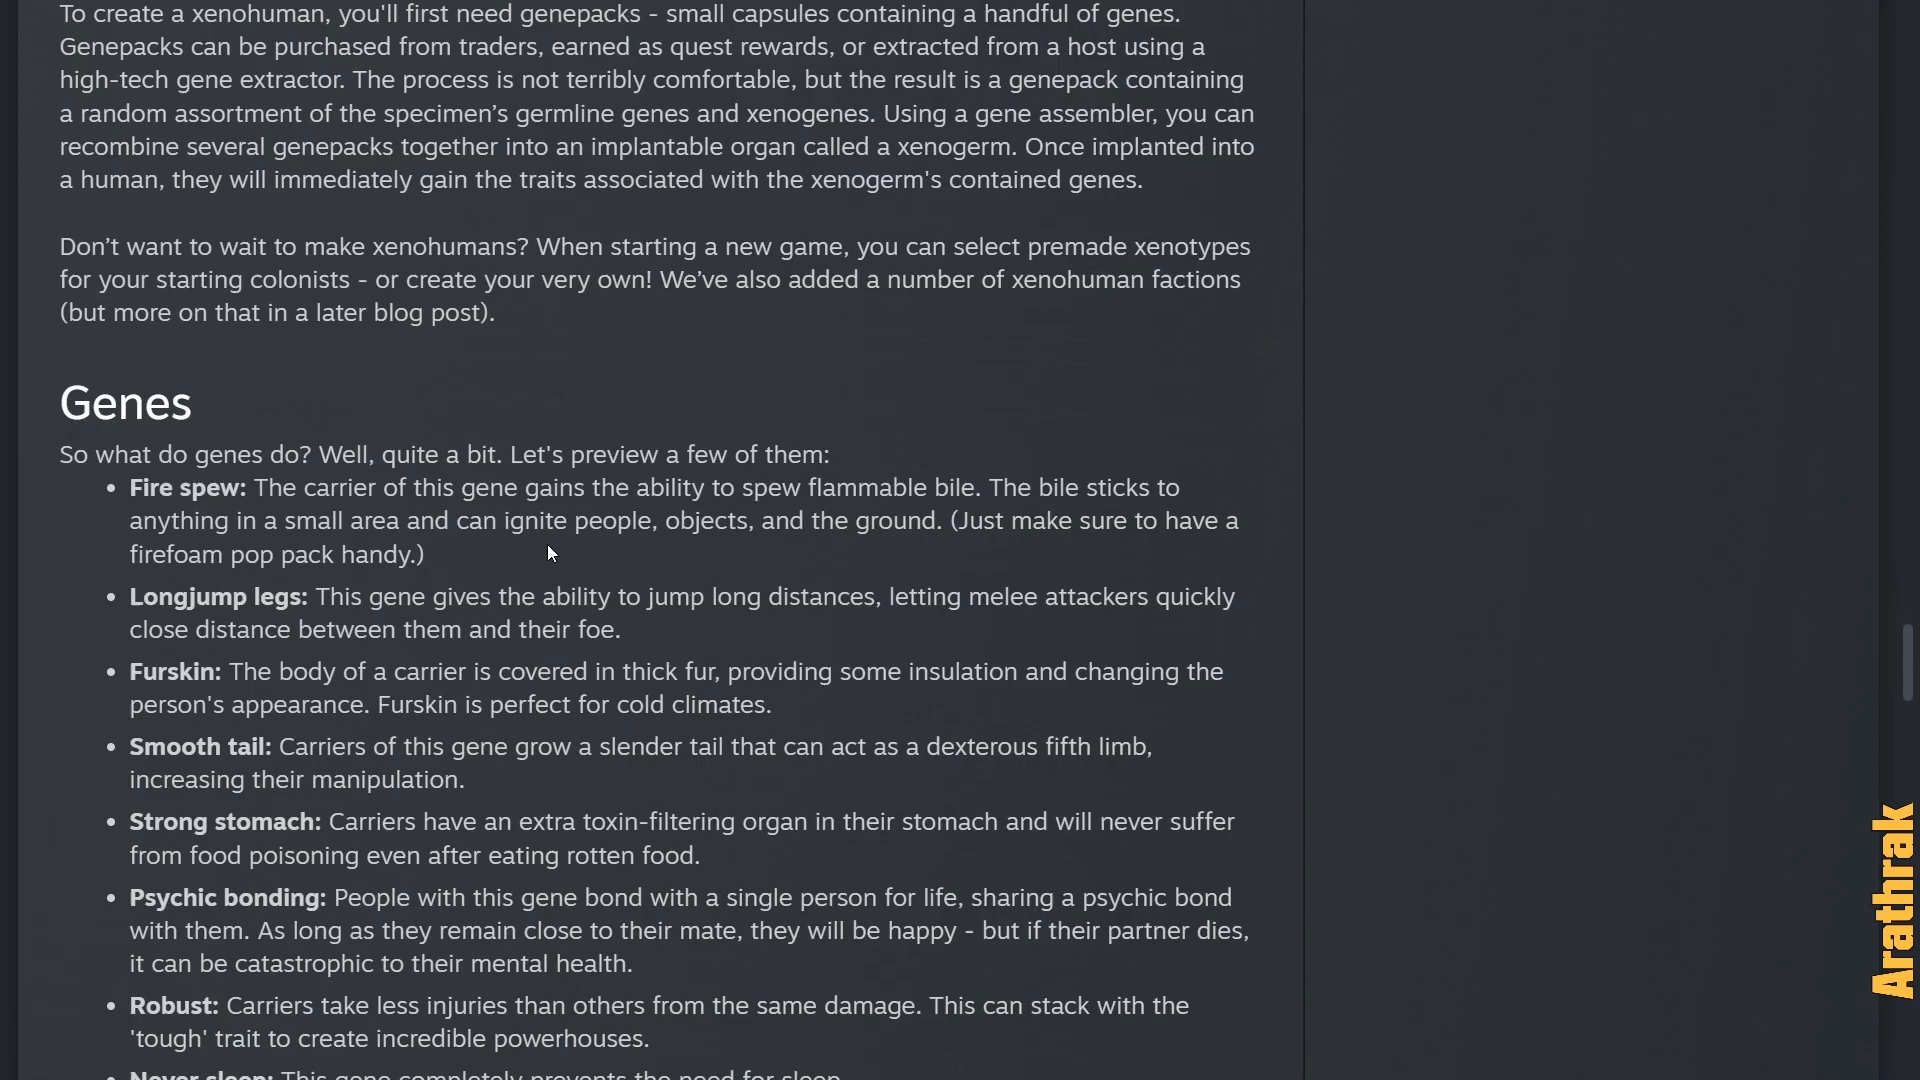 To create a xenohuman, you'll first need genepacks - small capsules containing a handful of genes.
Genepacks can be purchased from traders, earned as quest rewards, or extracted from a host using a
high-tech gene extractor. The process is not terribly comfortable, but the result is a genepack containing
a random assortment of the specimen’s germline genes and xenogenes. Using a gene assembler, you can
recombine several genepacks together into an implantable organ called a xenogerm. Once implanted into
a human, they will immediately gain the traits associated with the xenogerm's contained genes.
Don’t want to wait to make xenohumans? When starting a new game, you can select premade xenotypes
for your starting colonists - or create your very own! We’ve also added a number of xenohuman factions
(but more on that in a later blog post).
Genes
So what do genes do? Well, quite a bit. Let's preview a few of them:
• Fire spew: The carrier of this gene gains the ability to spew flammable bile. The bile sticks to
anything in a small area and can ignite people, objects, and the ground. (Just make sure to have a
firefoam pop pack handy.)
• Longjump legs: This gene gives the ability to jump long distances, letting melee attackers quickly
close distance between them and their foe.
• Furskin: The body of a carrier is covered in thick fur, providing some insulation and changing the
person's appearance. Furskin is perfect for cold climates.
• Smooth tail: Carriers of this gene grow a slender tail that can act as a dexterous fifth limb,
increasing their manipulation.
• Strong stomach: Carriers have an extra toxin-filtering organ in their stomach and will never suffer
from food poisoning even after eating rotten food.
• Psychic bonding: People with this gene bond with a single person for life, sharing a psychic bond
with them. As long as they remain close to their mate, they will be happy - but if their partner dies,
it can be catastrophic to their mental health.
• Robust: Carriers take less injuries than others from the same damage. This can stack with the
'tough' trait to create incredible powerhouses.
• Never sleep: This gene completely prevents the need for sleep.
Arathrak